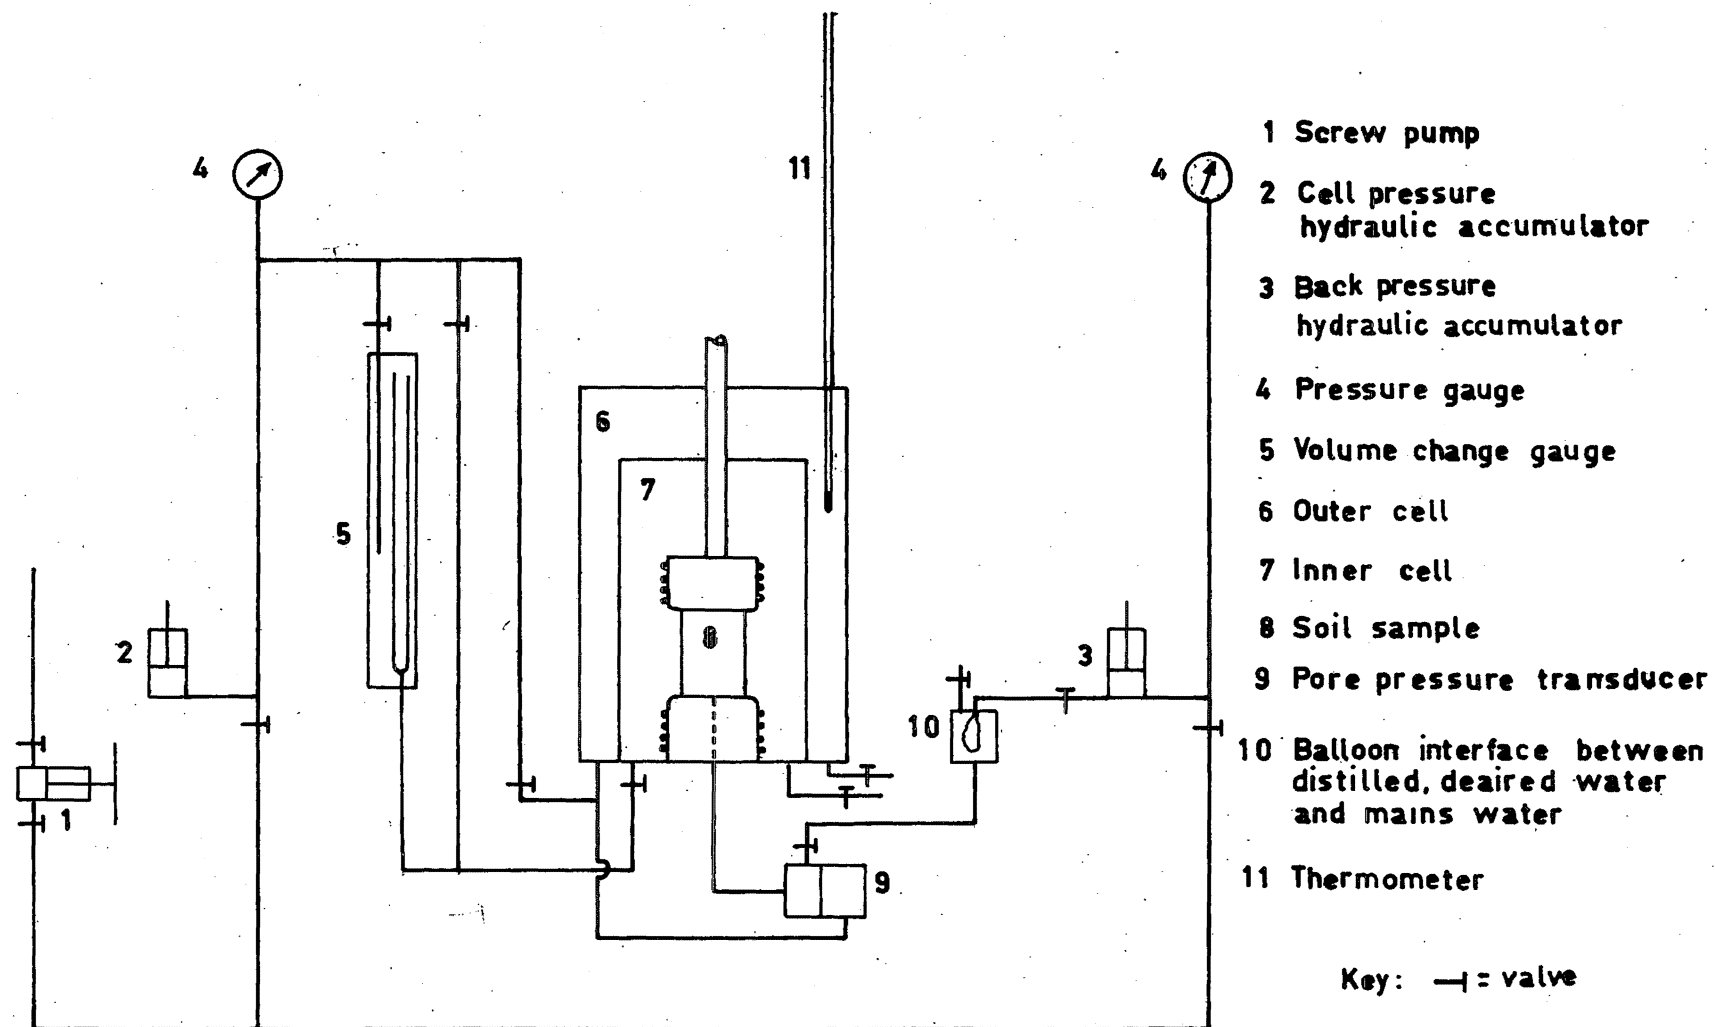 4
11
4
6
7
5
8
2
3
10
1
9
1 Screw pump
2 Cell pressure
hydraulic accumulator
3 Back pressure
hydraulic accumulator
4 Pressure gauge
5 Volume change gauge
6 Outer cell
7 Inner cell
8 Soil sample
9 Pore pressure transducer
10 Balloon interface between
distilled, deaired water
and mains water
11 Thermometer
Key: = valve